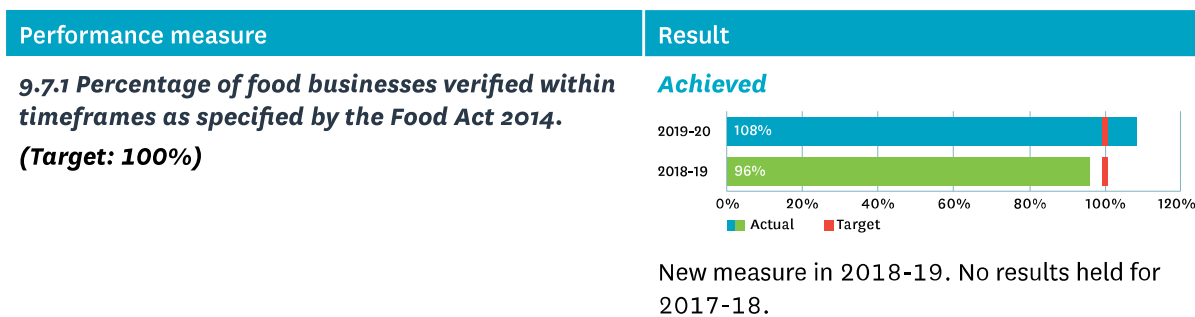 Performance measure
Result
9.7.1 Percentage of food businesses verified within
timeframes as specified by the Food Act 2014.
(Target: 100%)
Achieved
2019-20
108%
2018-19
96%
0% 20% 40% 60% 80% 100% 120%
Actual Target
New measure in 2018-19. No results held for
2017-18.